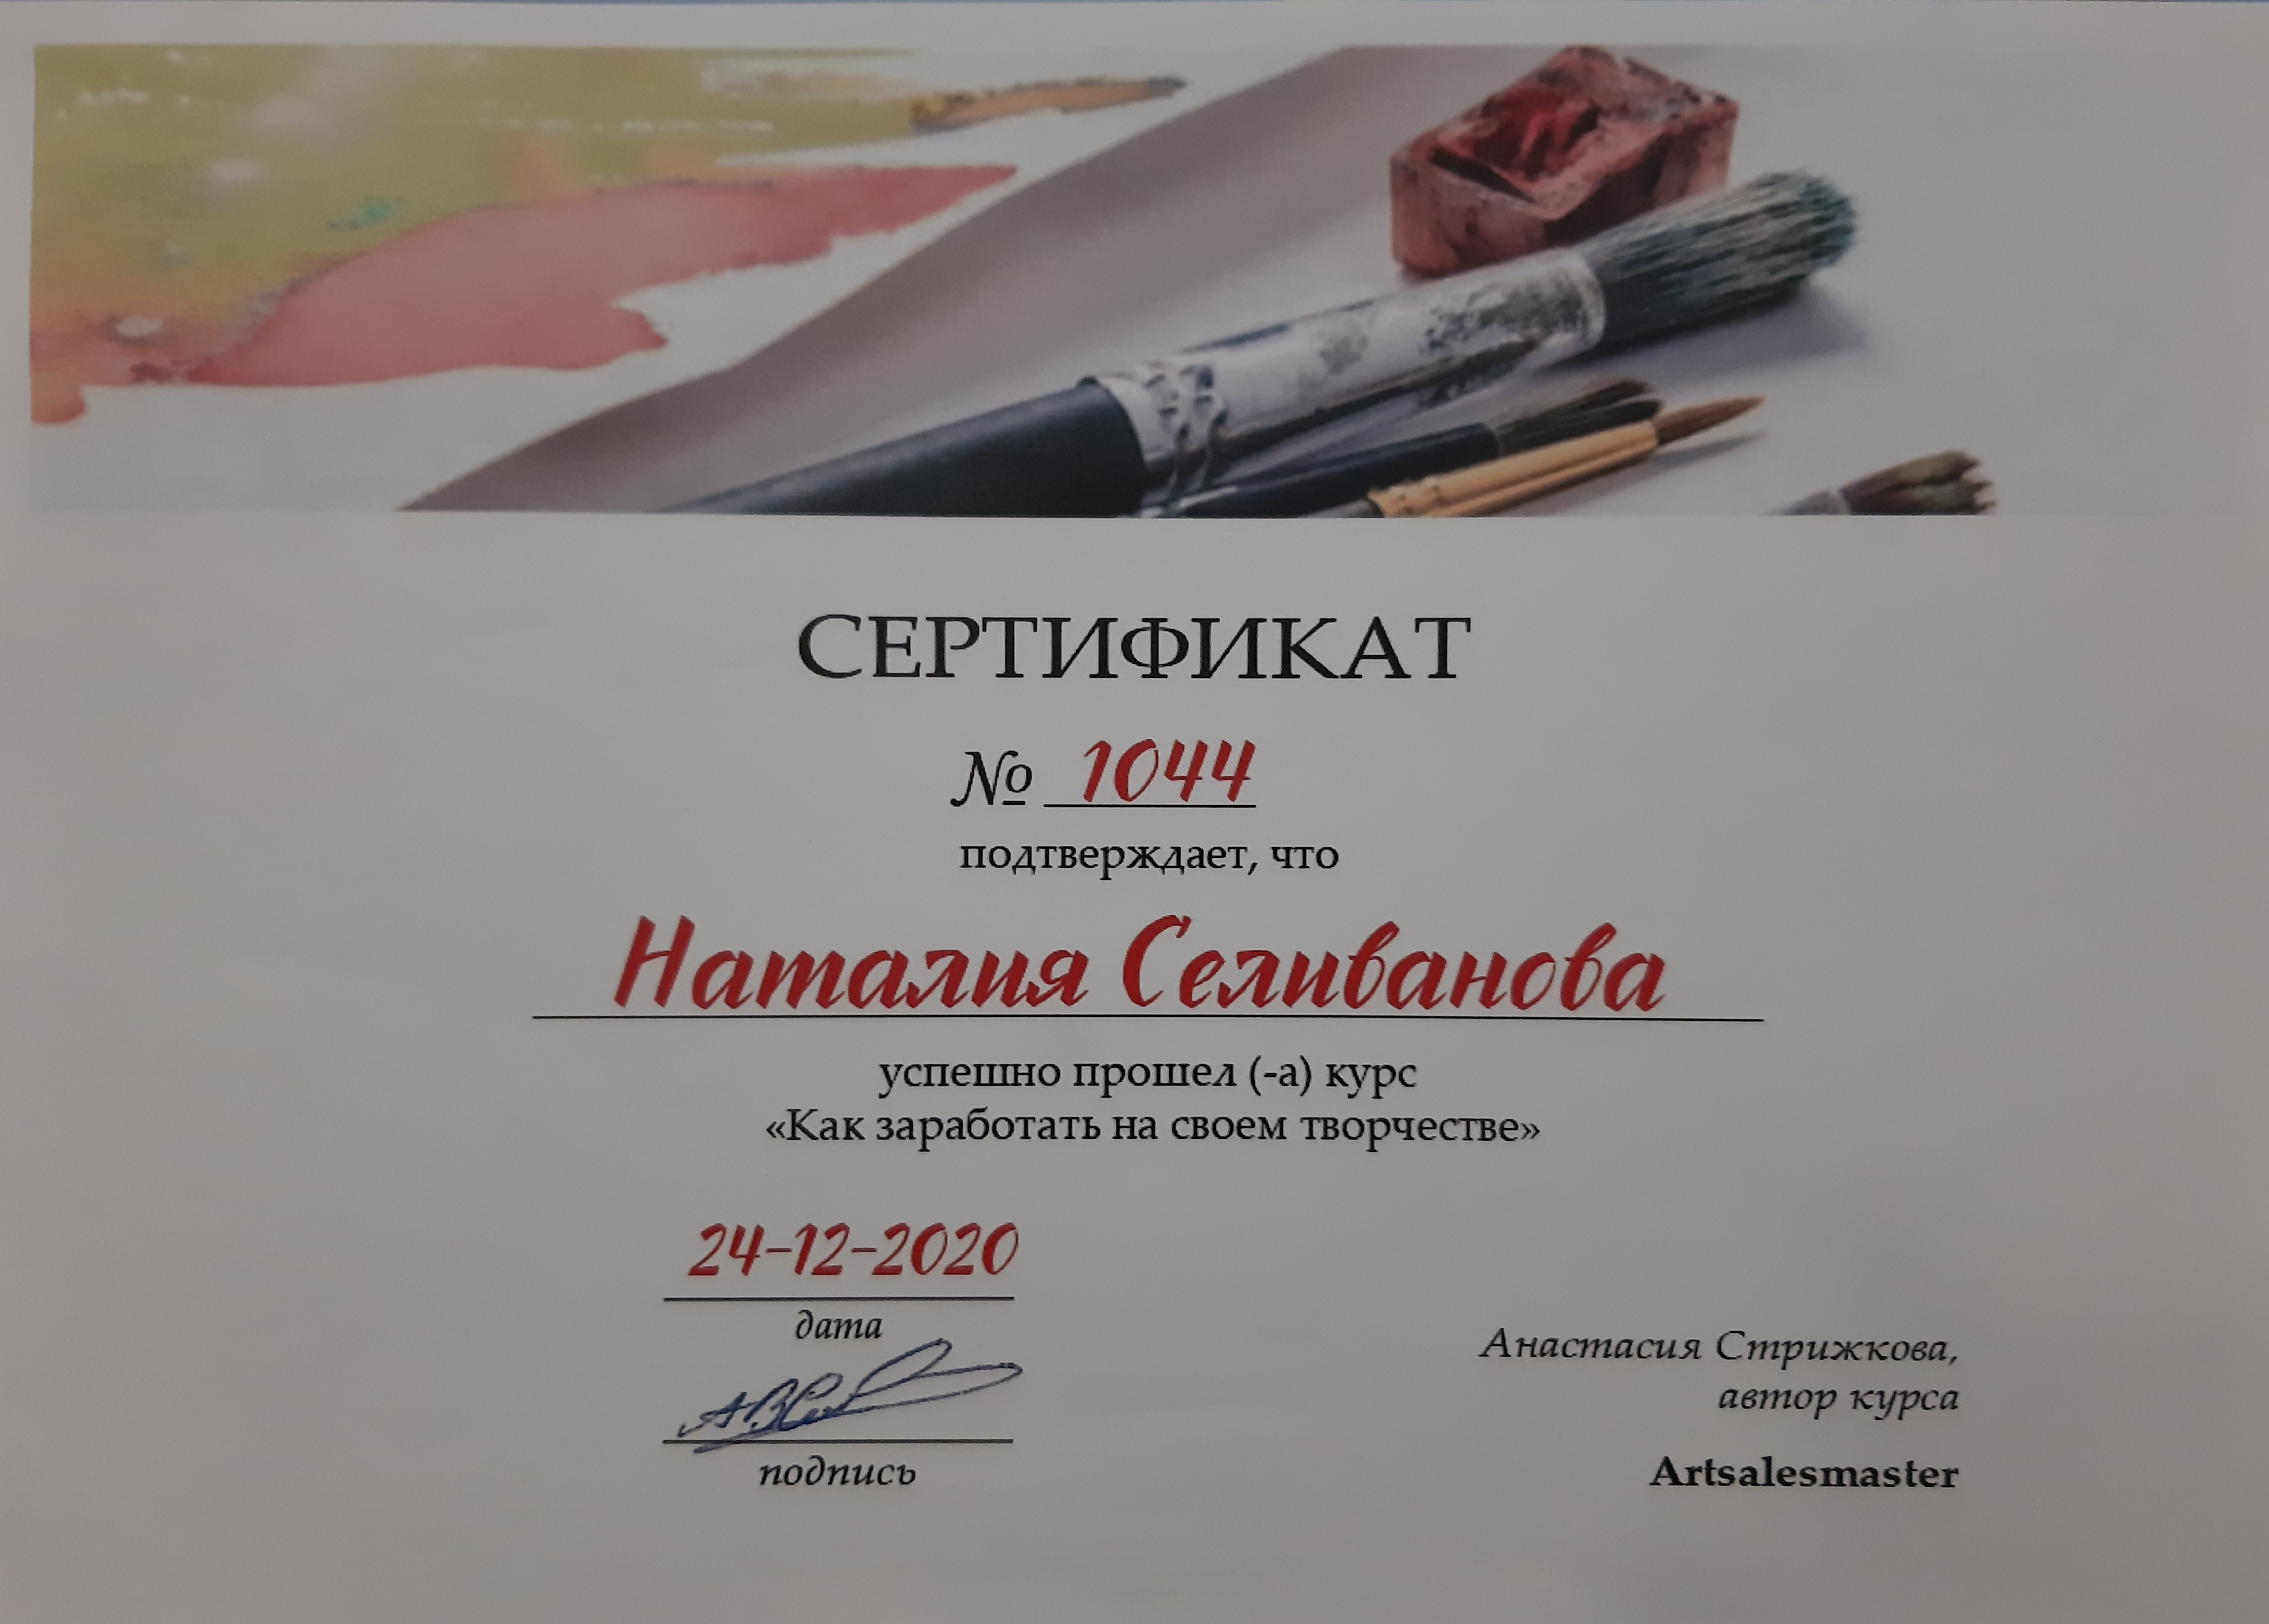 СЕРТИФИКАТ
№ 1044
подтверждает, что
Наталия Селиванова
успешно прошел (-а) курс
«Как заработать на своем творчестве»
24-12-2020
дата
подпись
Анастасия Стрижкова,
автор курса
Artsalesmaster